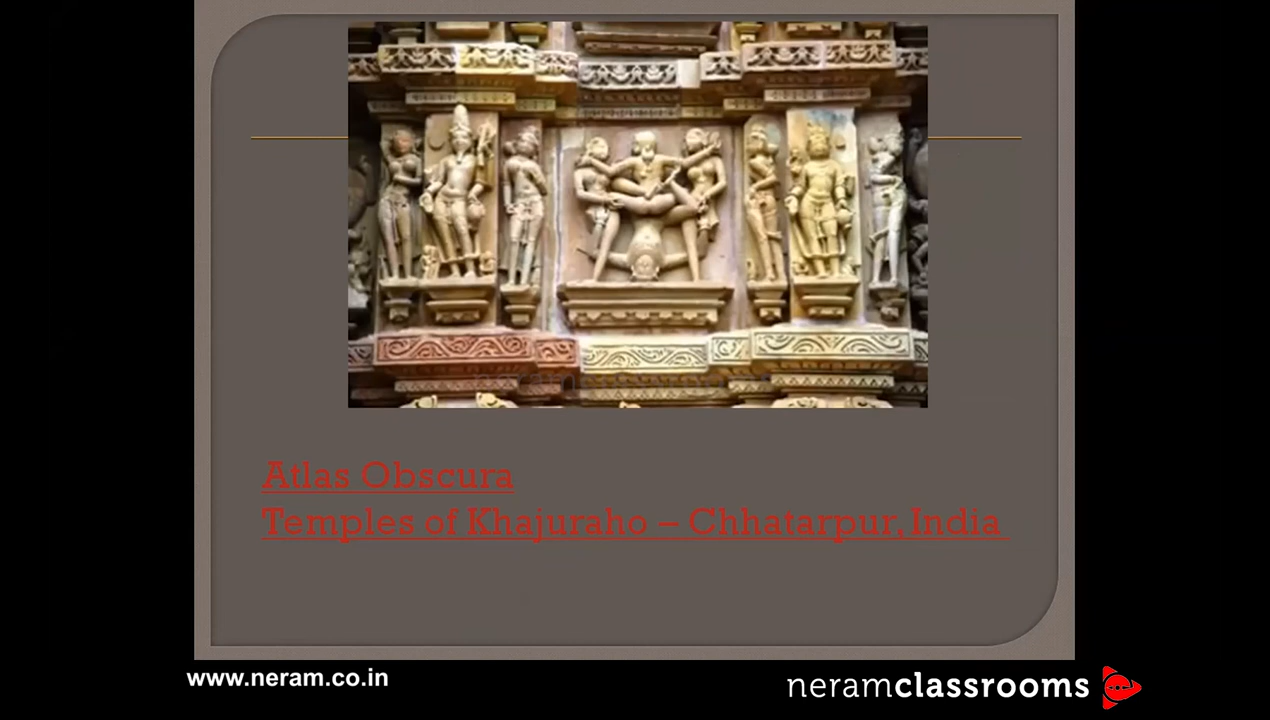 Atlas Obscura
Temples of Khajuraho – Chhatarpur, India
www.neram.co.in
neramclassrooms